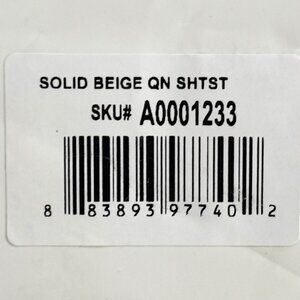 SOLID BEIGE QN SHTST
SKU# A0001233
8 83893 97740 2